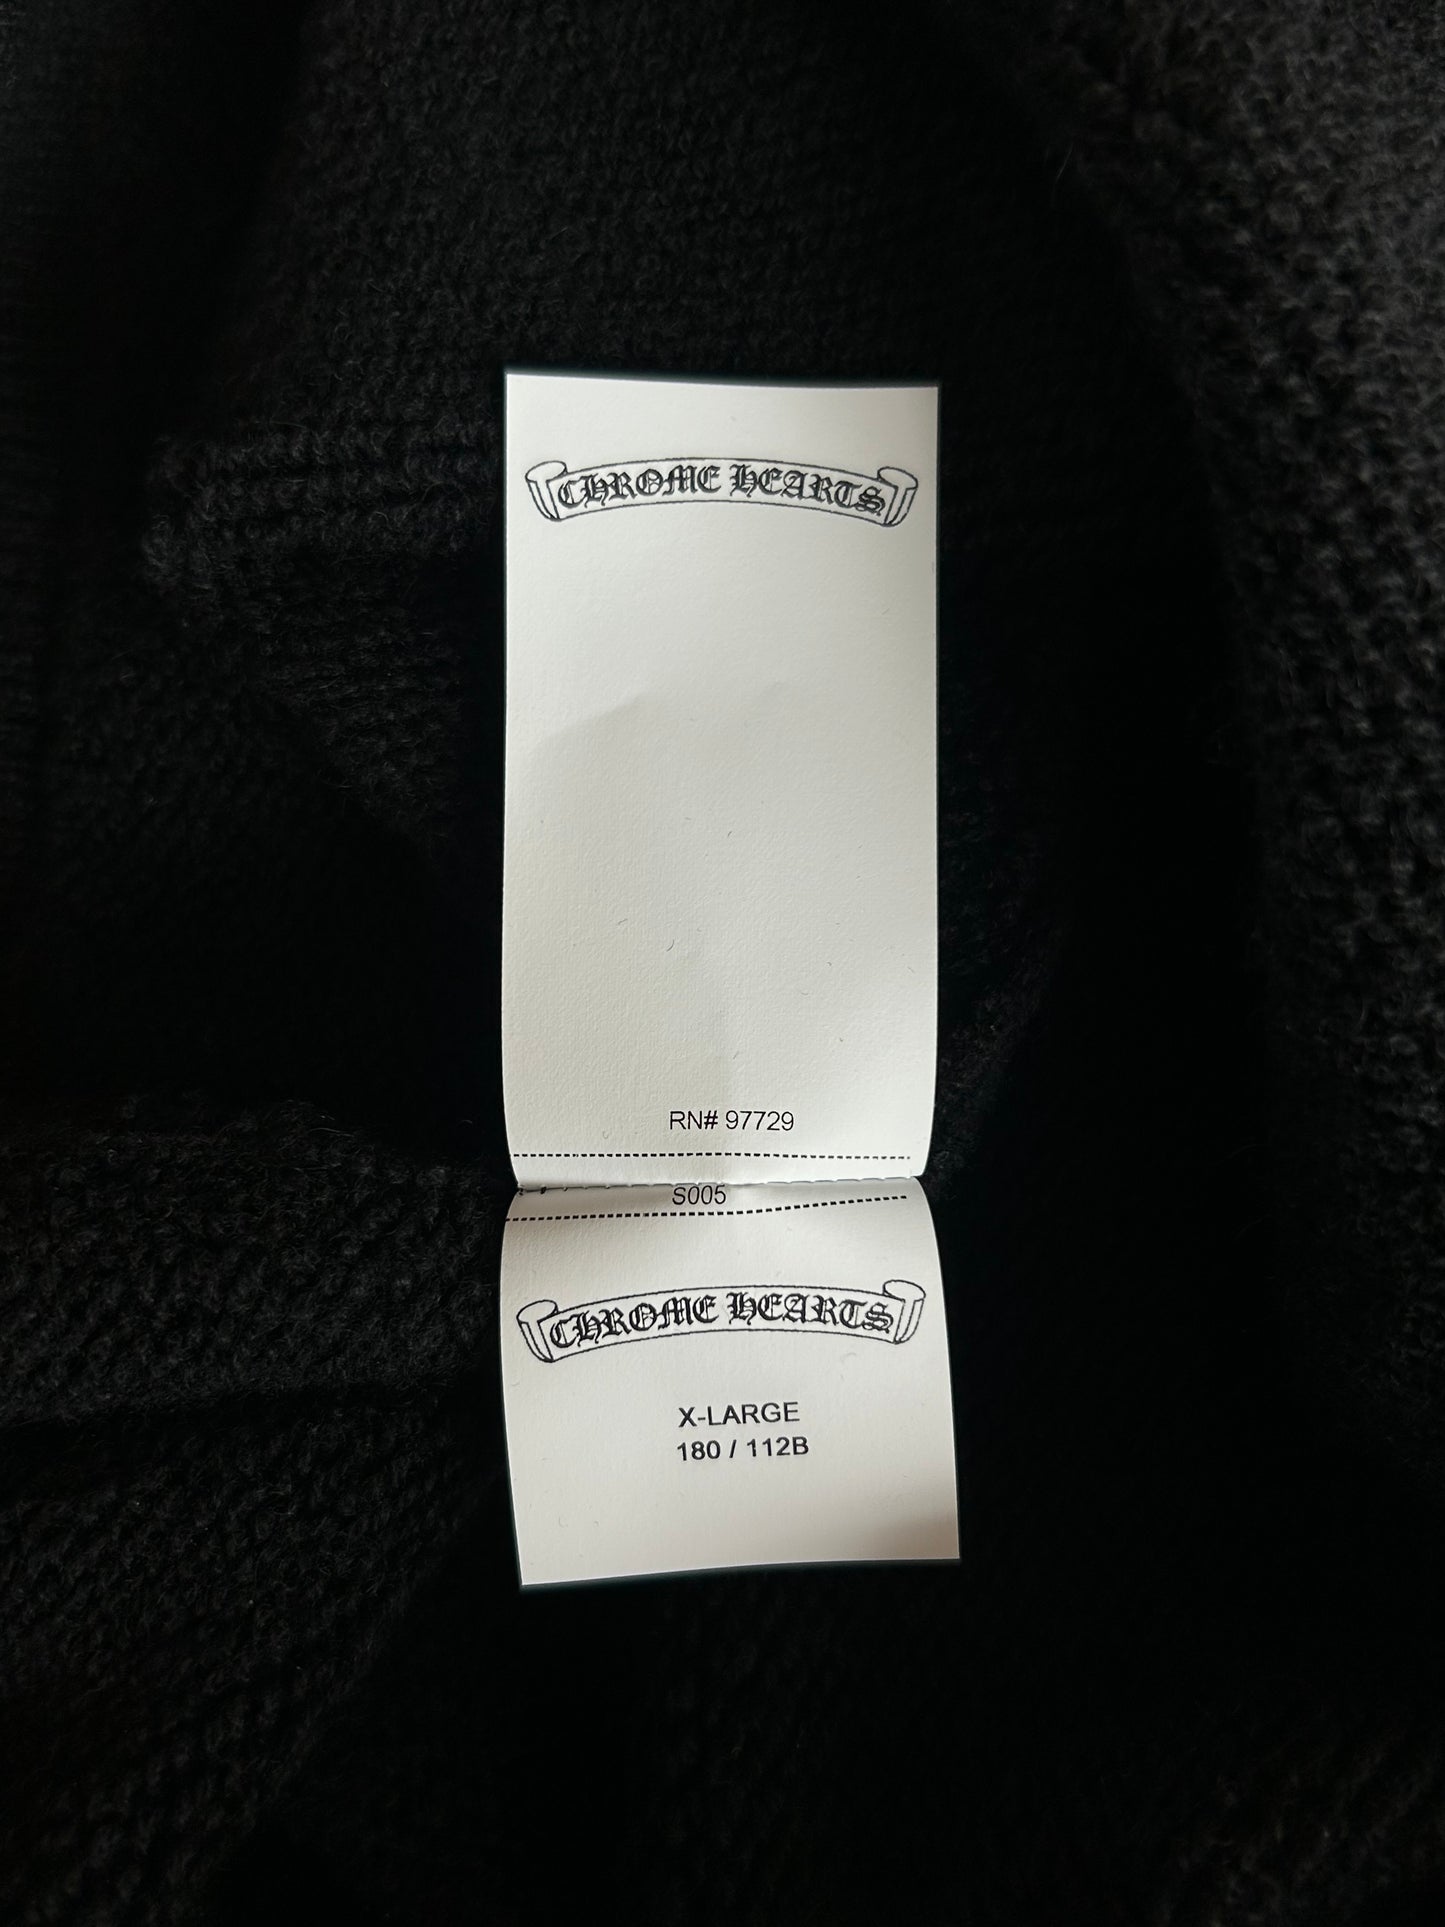 CHROME HEARTS
RN# 97729
S005
CHROME HEARTS
X-LARGE
180 / 112B